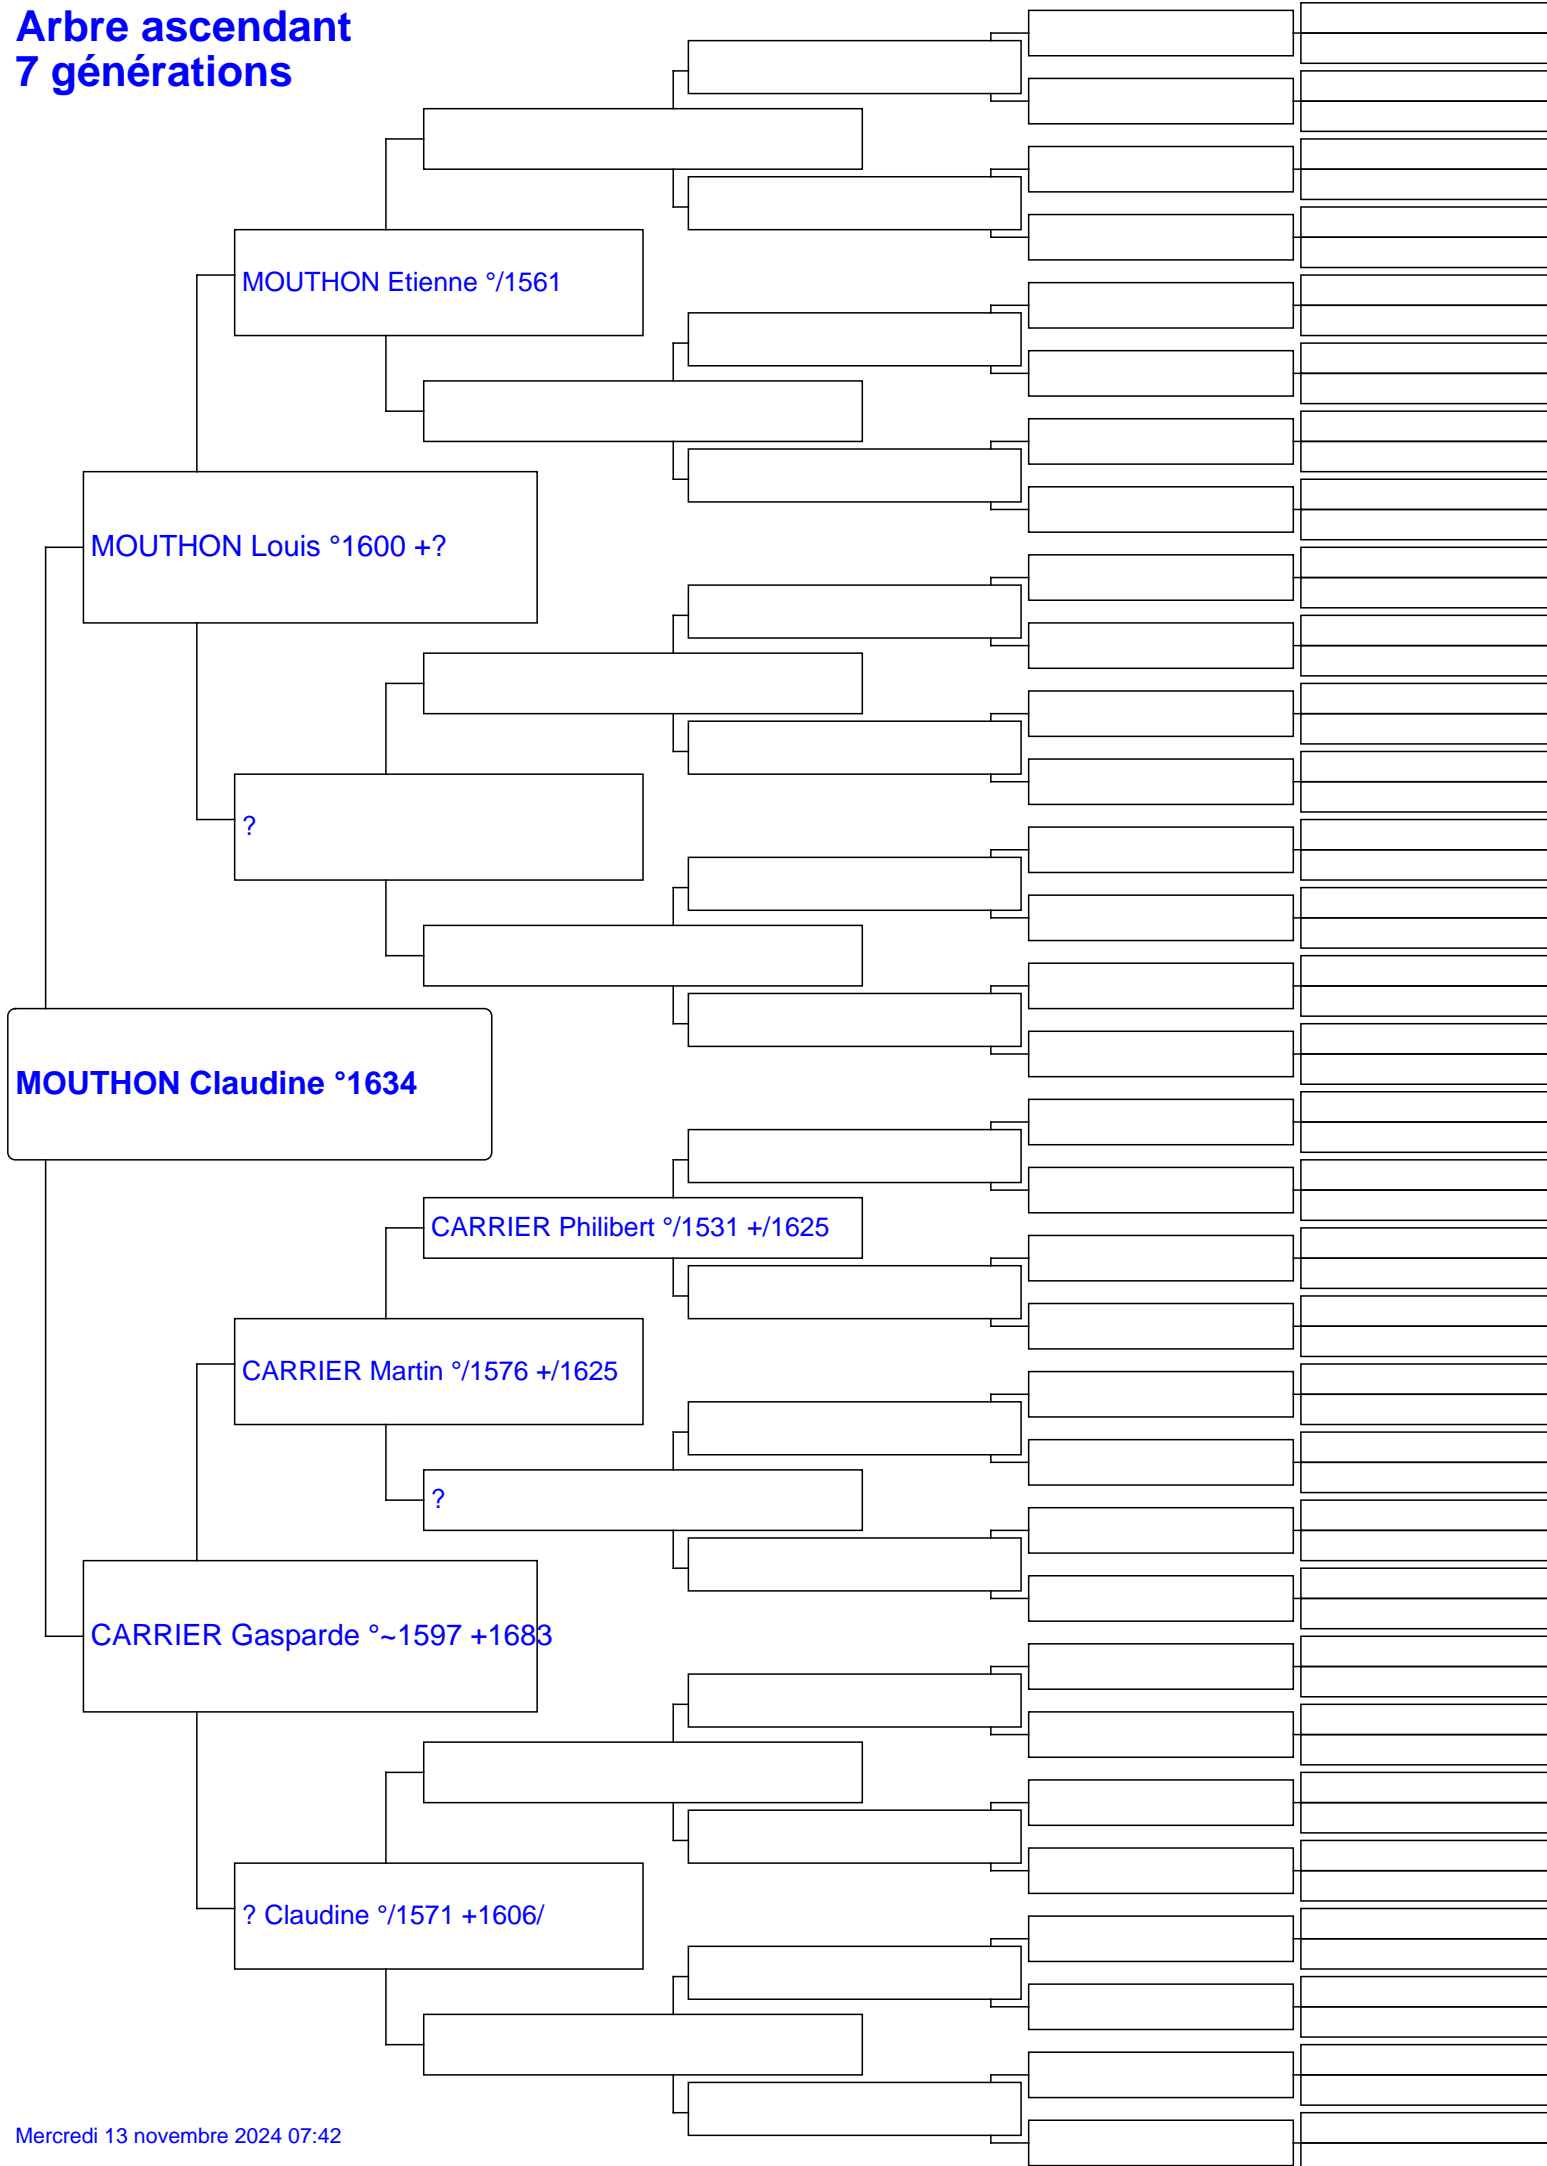 Arbre ascendant
7 générations
MOUTHON Etienne °/1561
MOUTHON Louis °1600 +?
?
MOUTHON Claudine °1634
CARRIER Philibert °/1531 +/1625
CARRIER Martin °/1576 +/1625
?
CARRIER Gasparde °~1597 +1683
? Claudine °/1571 +1606/
Mercredi 13 novembre 2024 07:42